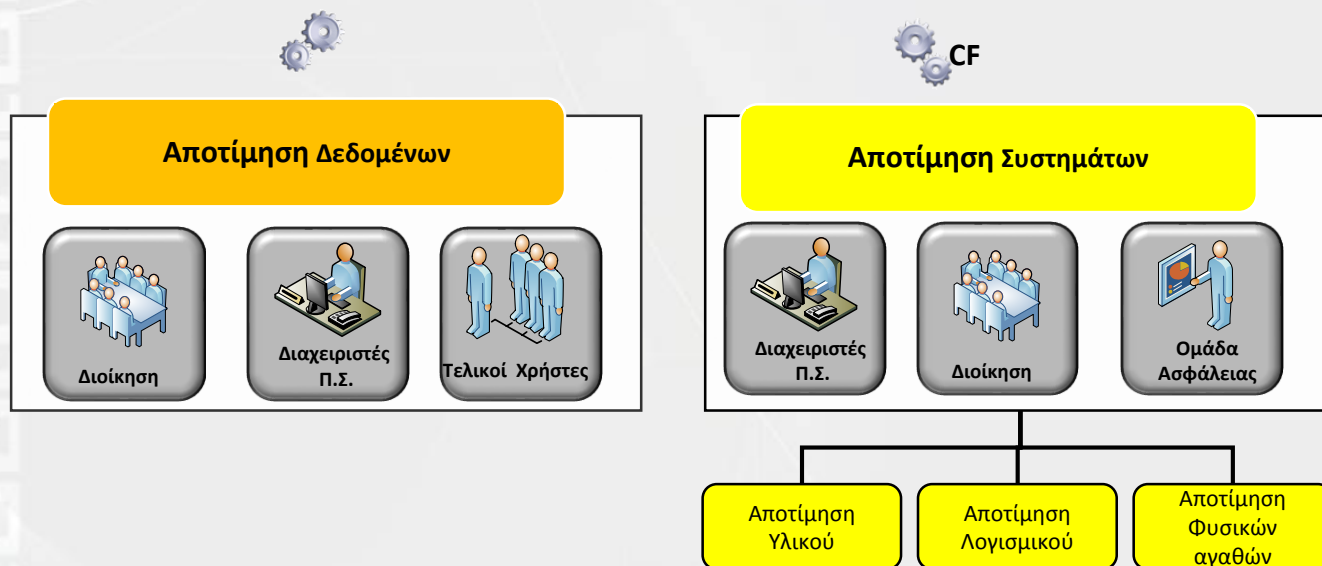 CF
Αποτίμηση Δεδομένων
Διοίκηση
Διαχειριστές
Π.Σ.
Τελικοί Χρήστες
Αποτίμηση Συστημάτων
Διαχειριστές
Π.Σ.
Διοίκηση
Ομάδα
Ασφάλειας
Αποτίμηση
Υλικού
Αποτίμηση
Λογισμικού
Αποτίμηση
Φυσικών
αγαθών